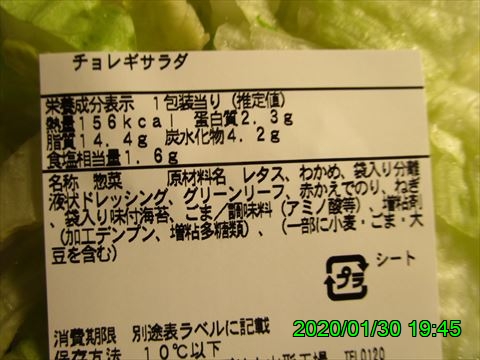 チョレギサラダ
栄養成分表示 1包装当り(推定値)
熱量156kcal 蛋白質2.3g
脂質14.4g 炭水化物4.2g
食塩相当量1.6g
名称 惣菜 原材料名 レタス、わかめ、袋入り分離
液状ドレッシング、グリーンリーフ、赤かえでのり、ねぎ
、袋入り味付海苔、ごま/調味料(アミノ酸等)、増粘剤
(加工デンプン、増粘多糖類)、(一部に小麦・ごま・大
豆を含む)
プラ
シート
消費期限 別途表ラベルに記載
保存方法 10℃以下
TEL0120
2020/01/30 19:45